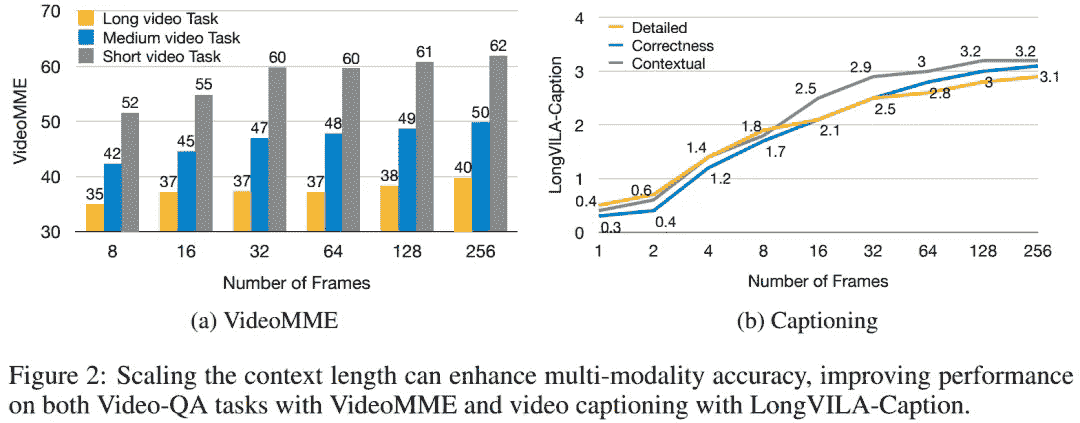 70
60
50
40
30
VideoMME
Long video Task
Medium video Task
Short video Task
35 42 52
37 45 55
37 47 60
37 48 60
38 49 61
40 50 62
8 16 32 64 128 256
Number of Frames
(a) VideoMME
4
3
2
1
0
LongVILA-Caption
Detailed
Correctness
Contextual
0.4 0.6 1.4 1.8 2.5 2.9 3 3.2 3.2
0.3 0.4 1.2 1.7 2.1 2.5 2.8 3 3.1
1 2 4 8 16 32 64 128 256
Number of Frames
(b) Captioning
Figure 2: Scaling the context length can enhance multi-modality accuracy, improving performance
on both Video-QA tasks with VideoMME and video captioning with LongVILA-Caption.